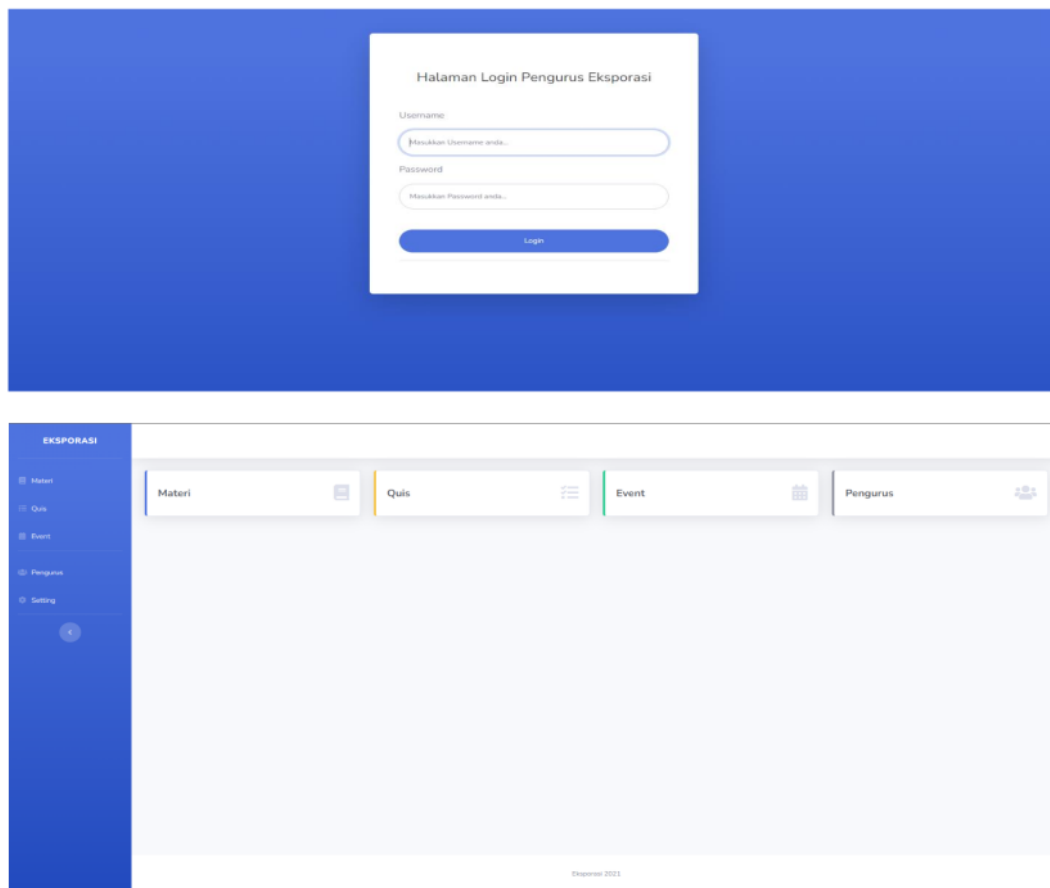 Halaman Login Pengurus Eksporasi
Username
Masukkan Username anda...
Password
Masukkan Password anda...
Login
EKSPORASI
Materi
Quis
Event
Pengurus
Setting
Materi
Quis
Event
Pengurus
Eksporasi 2021